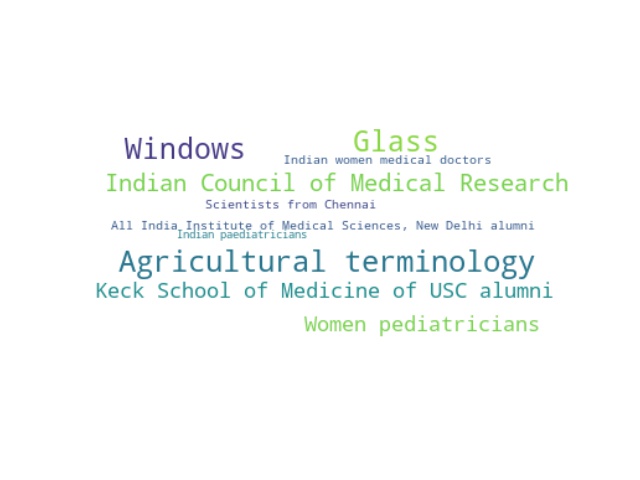 Glass
Windows
Indian women medical doctors
Indian Council of Medical Research
Scientists from Chennai
All India Institute of Medical Sciences, New Delhi alumni
Indian paediatricians
Agricultural terminology
Keck School of Medicine of USC alumni
Women pediatricians